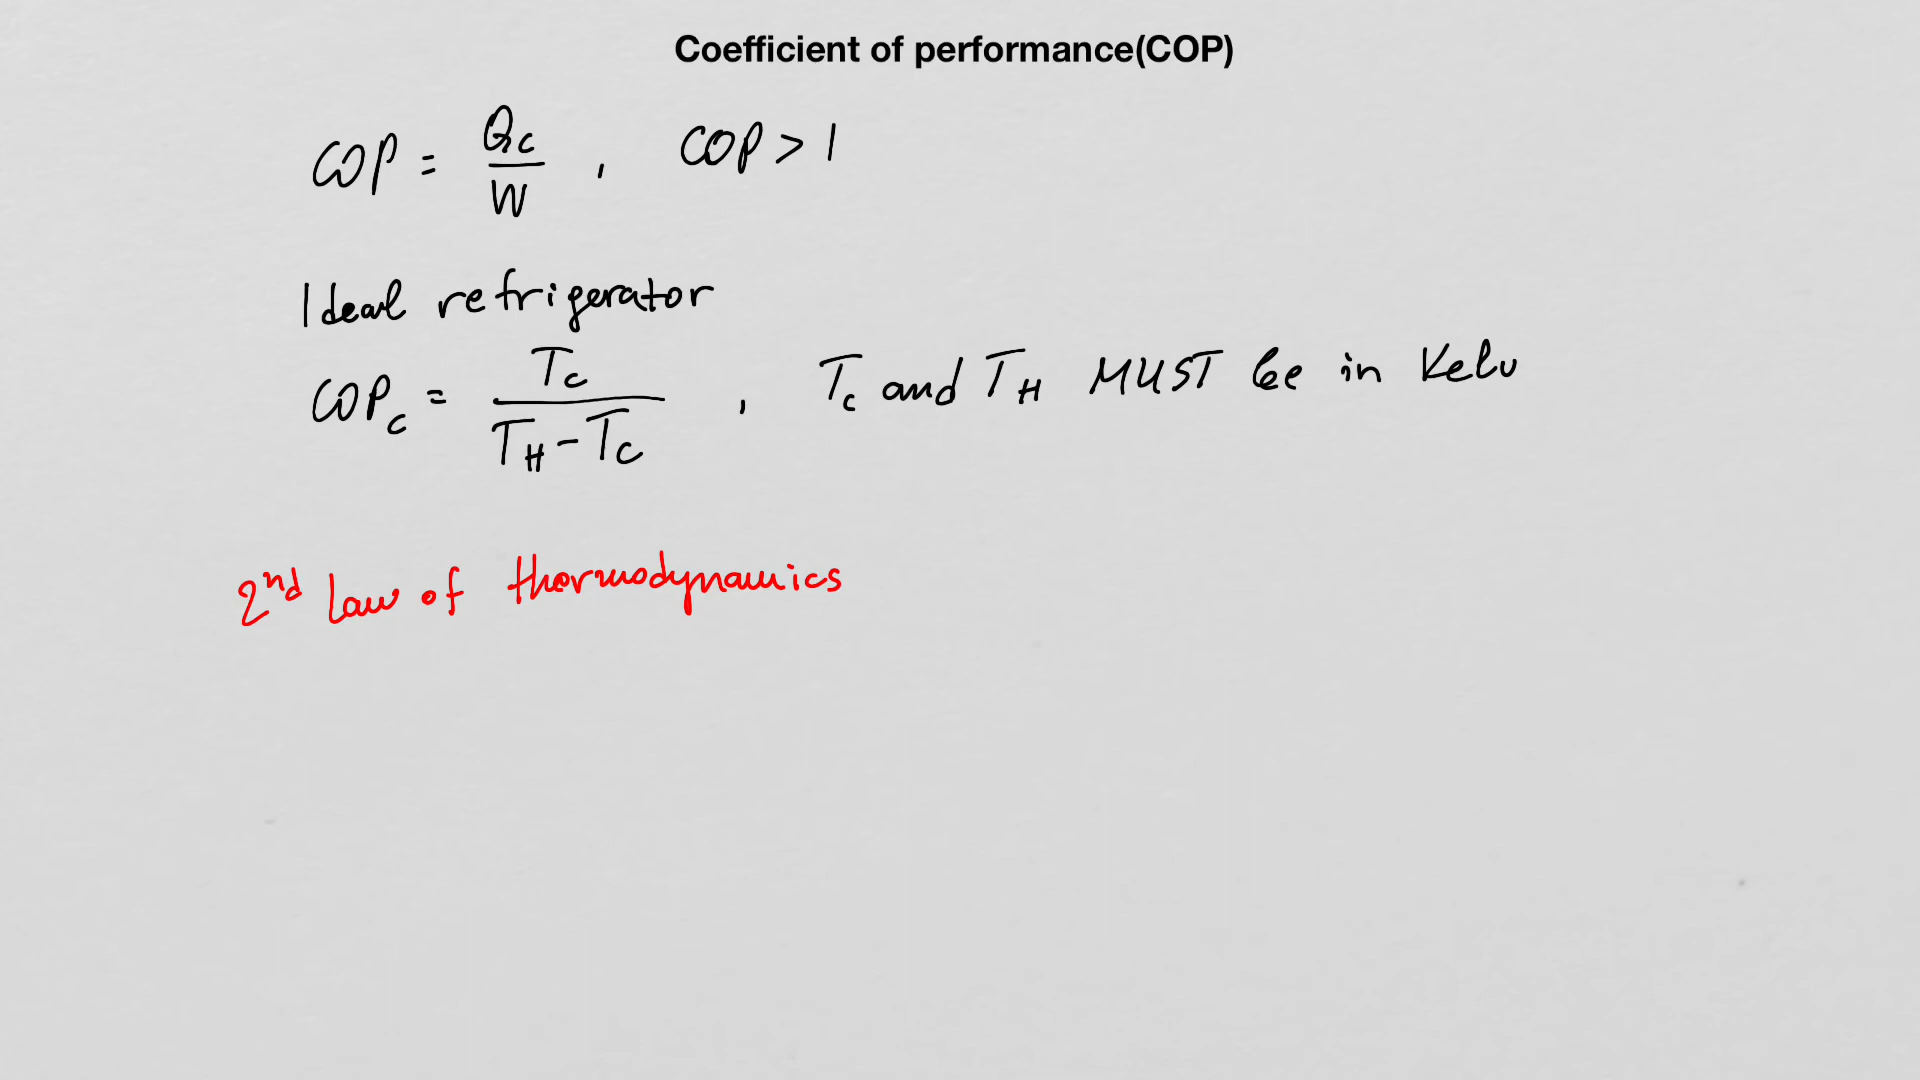 Coefficient of performance(COP)
COP = Qc / W , COP > 1
Ideal refrigerator
COPc = Tc / (TH - Tc) , Tc and TH MUST be in Kelv
2nd law of thermodynamics